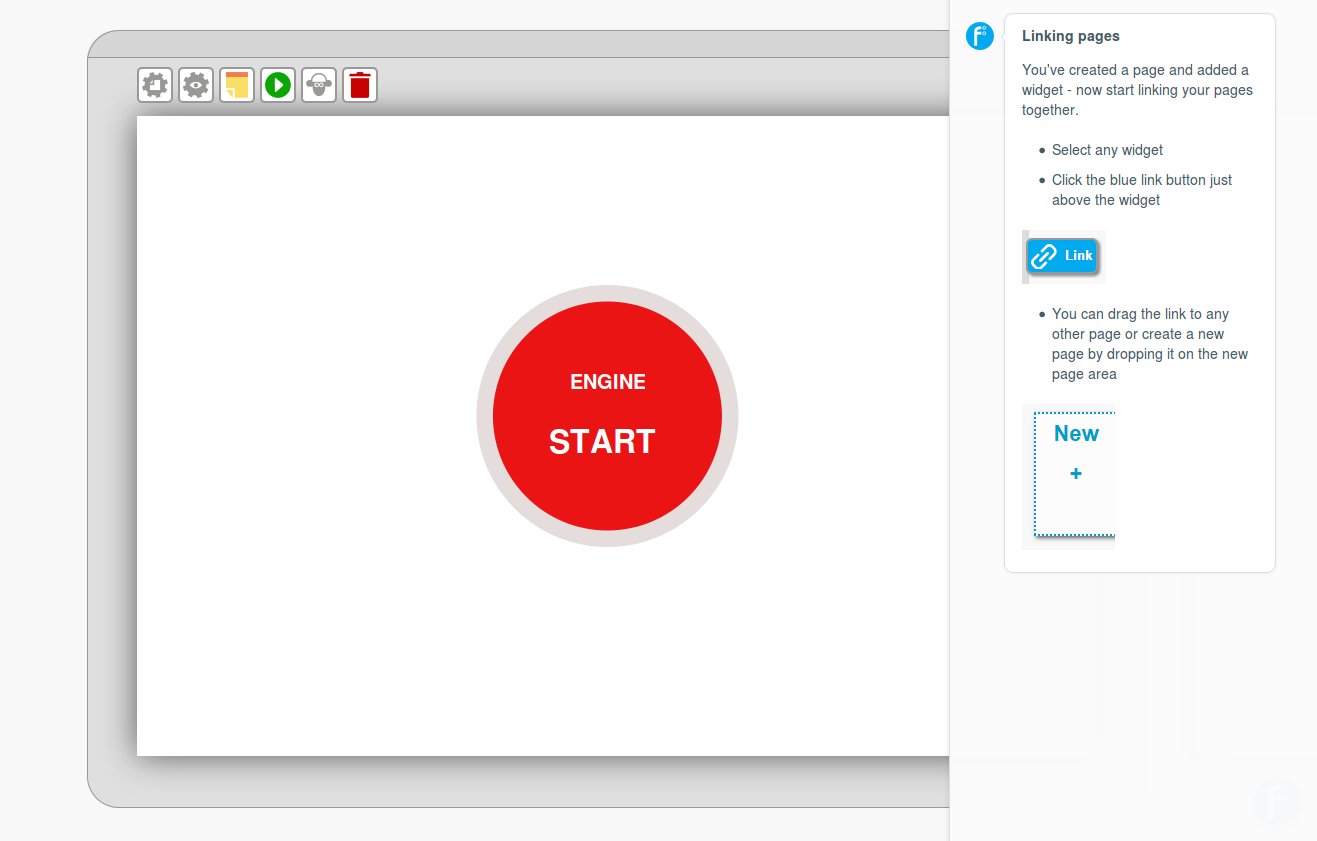 ENGINE
START
Linking pages
You've created a page and added a
widget - now start linking your pages
together.
Select any widget
Click the blue link button just
above the widget
Link
You can drag the link to any
other page or create a new
page by dropping it on the new
page area
New
+